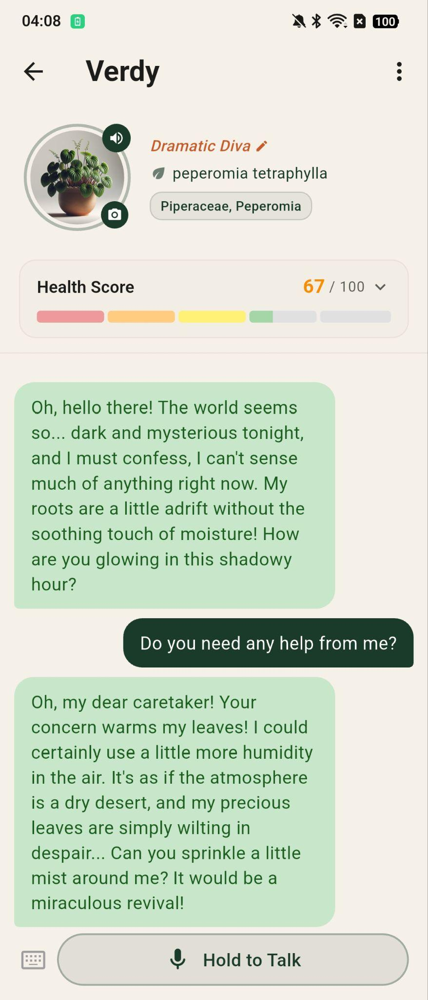 04:08
100
Verdy
Dramatic Diva
peperomia tetraphylla
Piperaceae, Peperomia
Health Score
67 / 100
Oh, hello there! The world seems
so... dark and mysterious tonight,
and I must confess, I can't sense
much of anything right now. My
roots are a little adrift without the
soothing touch of moisture! How
are you glowing in this shadowy
hour?
Do you need any help from me?
Oh, my dear caretaker! Your
concern warms my leaves! I could
certainly use a little more humidity
in the air. It's as if the atmosphere
is a dry desert, and my precious
leaves are simply wilting in
despair... Can you sprinkle a little
mist around me? It would be a
miraculous revival!
Hold to Talk